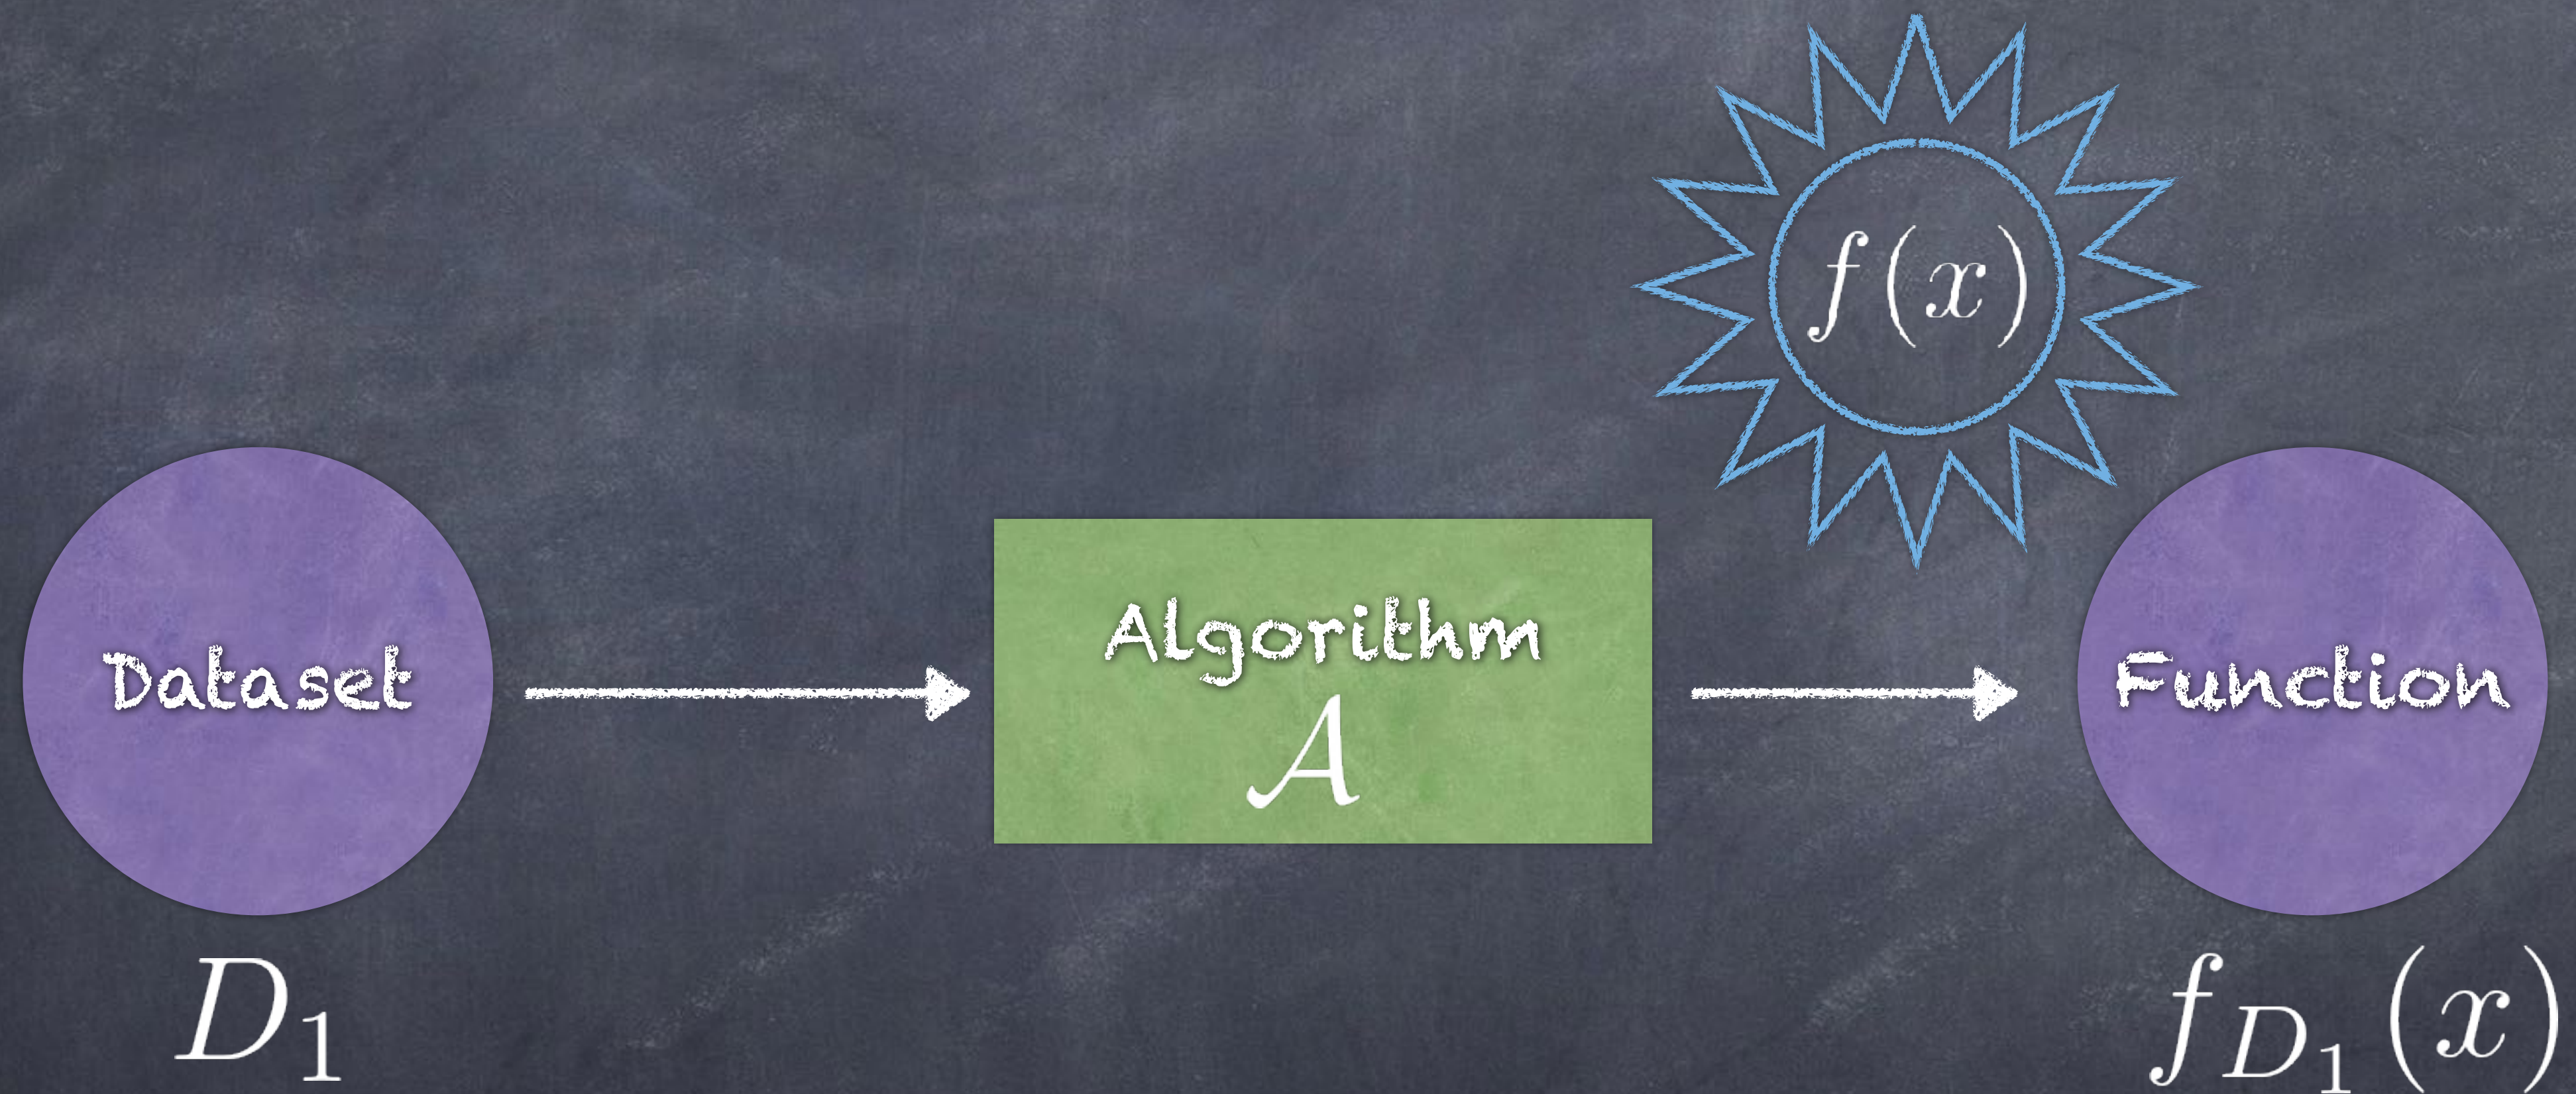 f(x)
Dataset
Algorithm
𝒜
Function
D₁
f_{D₁}(x)